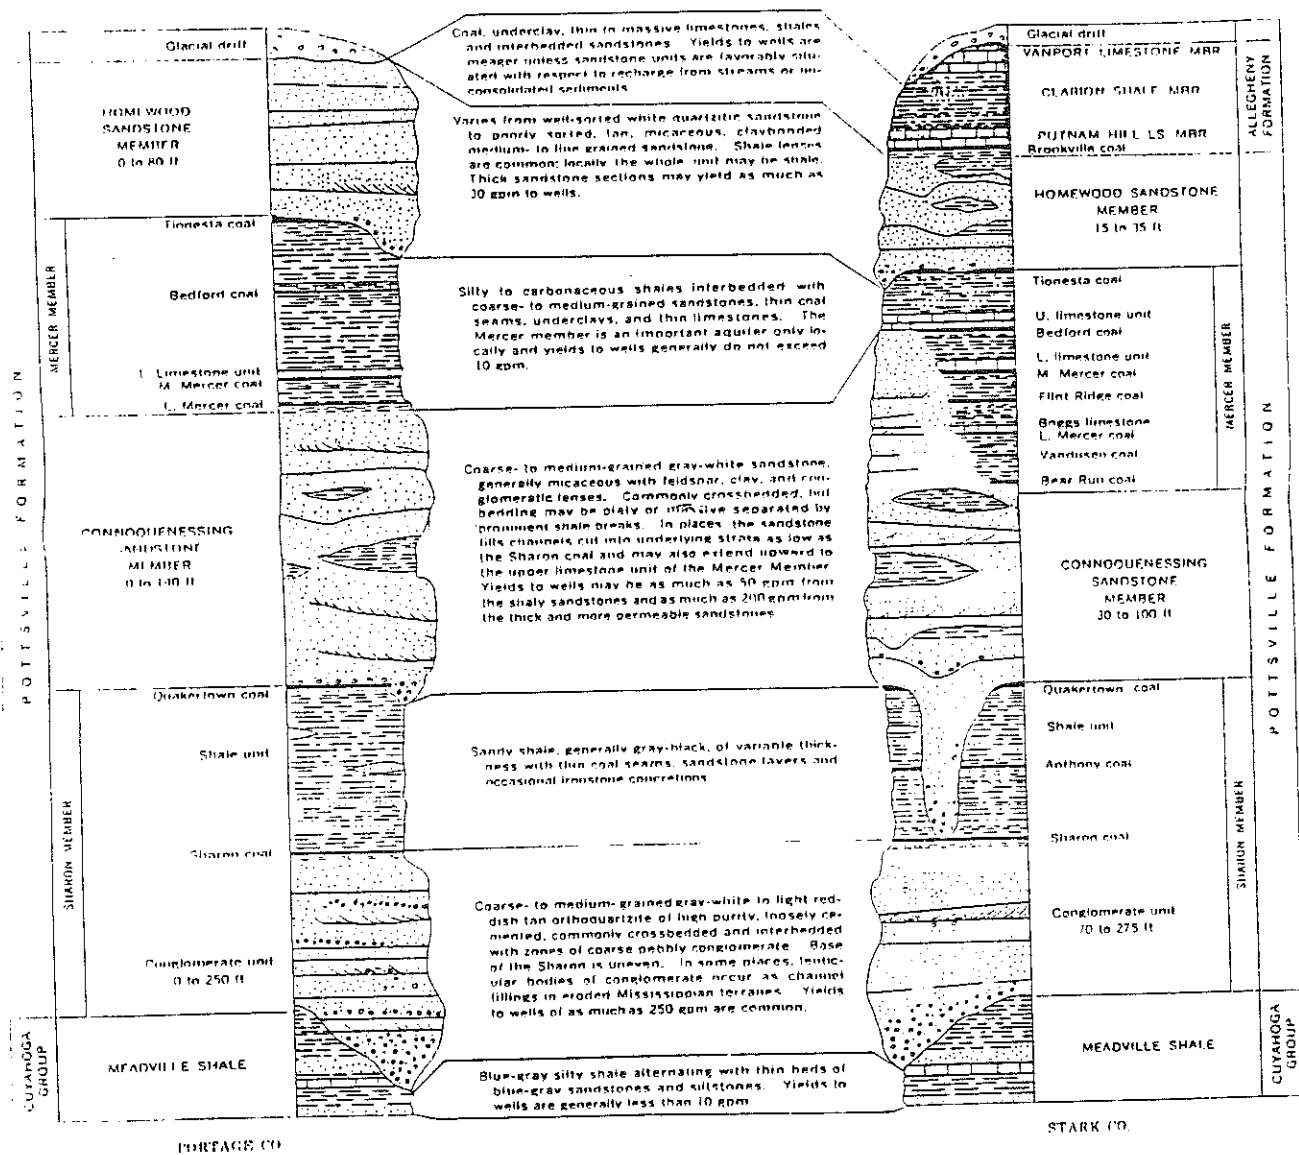 Glacial drift
HOMEWOOD
SANDSTONE
MEMBER
0 to 80 ft
Tionesta coal
Bedford coal
L. Limestone unit
M. Mercer coal
L. Mercer coal
MERCER MEMBER
POTTSVILLE FORMATION
CONNOQUENESSING
SANDSTONE
MEMBER
0 to 140 ft
Quakertown coal
Shale unit
Sharon coal
SHARON MEMBER
Conglomerate unit
0 to 250 ft
CUYAHOGA
GROUP
MEADVILLE SHALE
PORTAGE CO
Coal, underclay, thin to massive limestones, shales
and interbedded sandstones. Yields to wells are
meager unless sandstone units are favorably situ-
ated with respect to recharge from streams or un-
consolidated sediments
Varies from well-sorted white quartzitic sandstone
to poorly sorted, tan, micaceous, claybonded
medium- to fine grained sandstone. Shale lenses
are common; locally the whole unit may be shale.
Thick sandstone sections may yield as much as
30 gpm to wells.
Silty to carbonaceous shales interbedded with
coarse- to medium-grained sandstones, thin coal
seams, underclays, and thin limestones. The
Mercer member is an important aquifer only lo-
cally and yields to wells generally do not exceed
10 gpm.
Coarse- to medium-grained gray-white sandstone,
generally micaceous with feldspar, clay, and con-
glomeratic lenses. Commonly crossbedded, but
bedding may be platy or massive separated by
prominent shale breaks. In places the sandstone
fills channels cut into underlying strata as low as
the Sharon coal and may also extend upward to
the upper limestone unit of the Mercer Member
Yields to wells may be as much as 50 gpm from
the shaly sandstones and as much as 200 gpm from
the thick and more permeable sandstones
Sandy shale, generally gray-black, of variable thick-
ness with thin coal seams, sandstone layers and
occasional ironstone concretions
Coarse- to medium-grained gray-white to light red-
dish tan orthoquartzite of high purity, loosely ce-
mented, commonly crossbedded and interbedded
with zones of coarse pebbly conglomerate. Base
of the Sharon is uneven. In some places, lentic-
ular bodies of conglomerate occur as channel
fillings in eroded Mississippian terranes. Yields
to wells of as much as 250 gpm are common.
Blue-gray silty shale alternating with thin beds of
blue-gray sandstones and siltstones. Yields to
wells are generally less than 10 gpm
Glacial drift
VANPORT LIMESTONE MBR
CLARION SHALE MBR
PUTNAM HILL LS MBR
Brookville coal
ALLEGHENY
FORMATION
HOMEWOOD SANDSTONE
MEMBER
15 to 35 ft
Tionesta coal
U. limestone unit
Bedford coal
L. limestone unit
M. Mercer coal
Flint Ridge coal
Boggs limestone
L. Mercer coal
Vandusen coal
Bear Run coal
MERCER MEMBER
POTTSVILLE FORMATION
CONNOQUENESSING
SANDSTONE
MEMBER
30 to 100 ft
Quakertown coal
Shale unit
Anthony coal
Sharon coal
SHARON MEMBER
Conglomerate unit
70 to 275 ft
MEADVILLE SHALE
CUYAHOGA
GROUP
STARK CO.